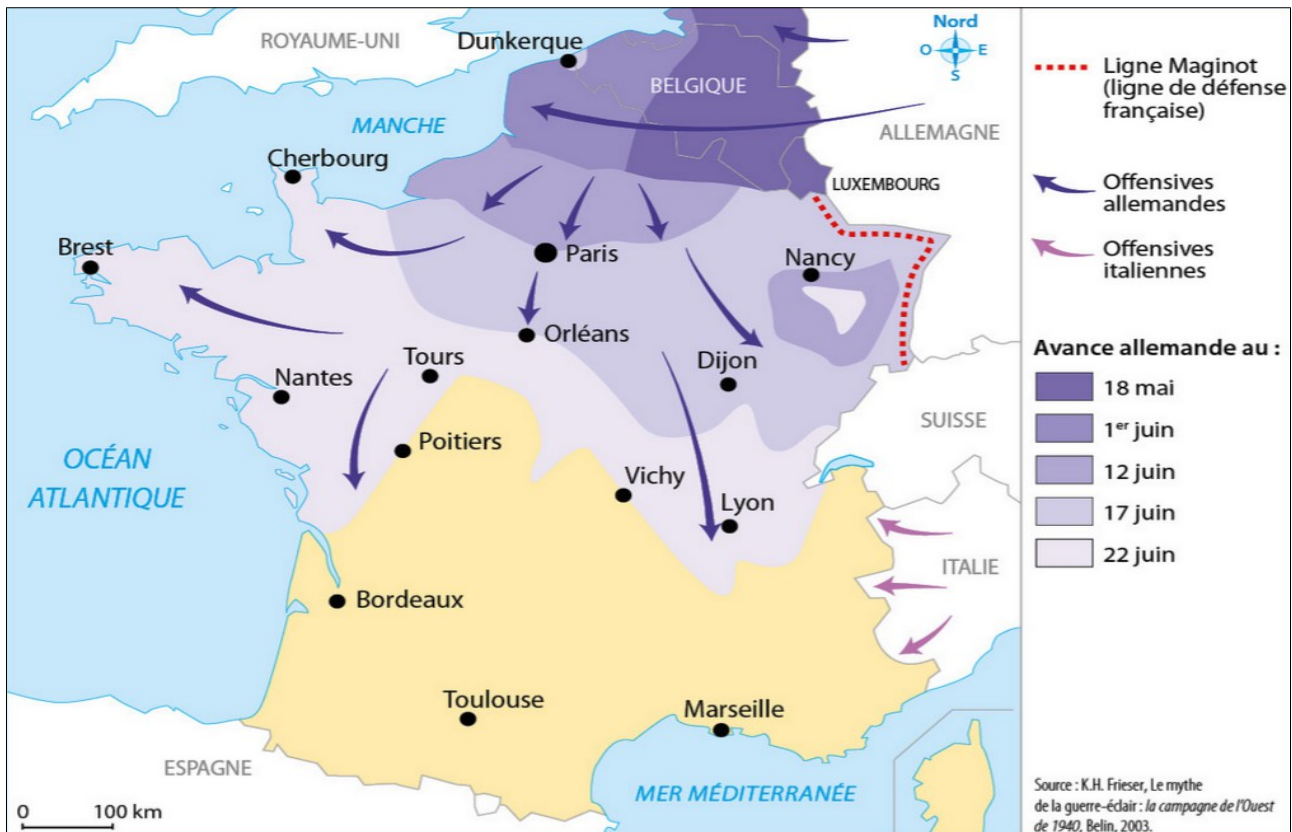 ROYAUME-UNI
Dunkerque
Nord
O
E
S
BELGIQUE
MANCHE
ALLEMAGNE
Cherbourg
LUXEMBOURG
Brest
Paris
Nancy
Orléans
Tours
Dijon
Nantes
SUISSE
Poitiers
OCÉAN
ATLANTIQUE
Vichy
Lyon
ITALIE
Bordeaux
Toulouse
Marseille
ESPAGNE
MER MÉDITERRANÉE
0 100 km
Ligne Maginot
(ligne de défense
française)
Offensives
allemandes
Offensives
italiennes
Avance allemande au :
18 mai
1er juin
12 juin
17 juin
22 juin
Source : K.H. Frieser, Le mythe
de la guerre-éclair : la campagne de l'Ouest
de 1940, Belin, 2003.